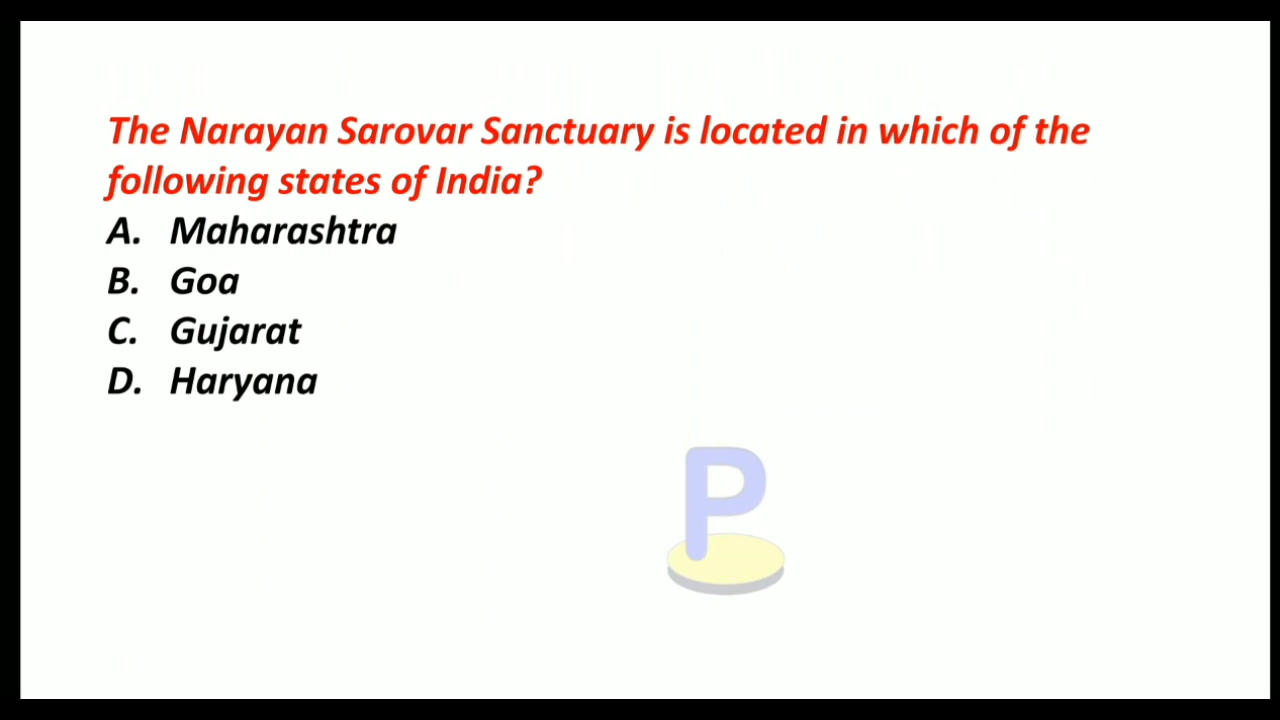 The Narayan Sarovar Sanctuary is located in which of the
following states of India?
A. Maharashtra
B. Goa
C. Gujarat
D. Haryana
P